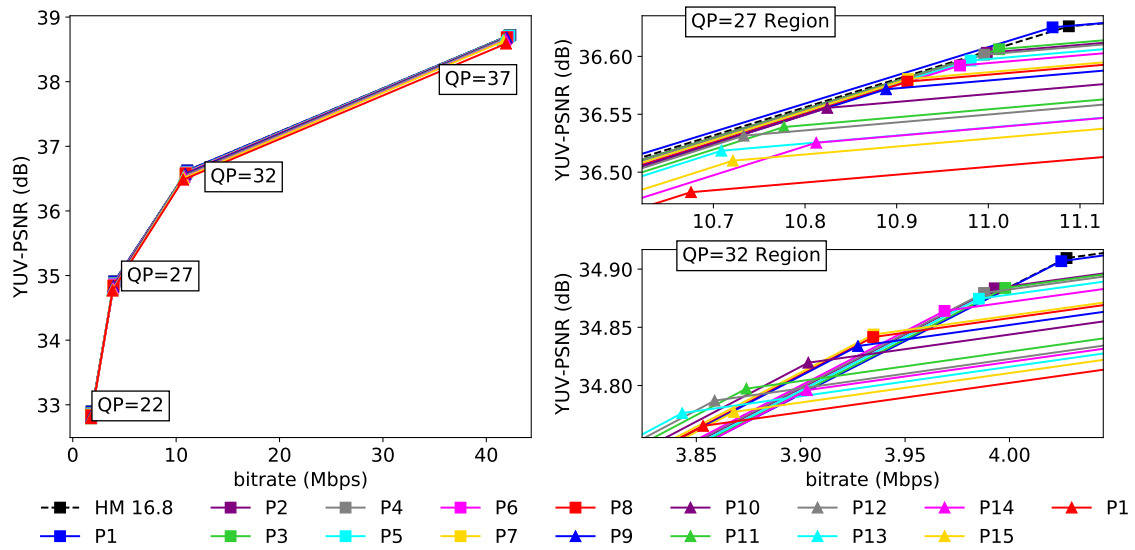 39
38
37
36
35
34
33
YUV-PSNR (dB)
QP=37
QP=32
QP=27
QP=22
0 10 20 30 40
bitrate (Mbps)
QP=27 Region
36.60
36.55
36.50
YUV-PSNR (dB)
10.7 10.8 10.9 11.0 11.1
QP=32 Region
34.90
34.85
34.80
YUV-PSNR (dB)
3.85 3.90 3.95 4.00
bitrate (Mbps)
HM 16.8 P2 P4 P6 P8 P10 P12 P14 P1
P1 P3 P5 P7 P9 P11 P13 P15